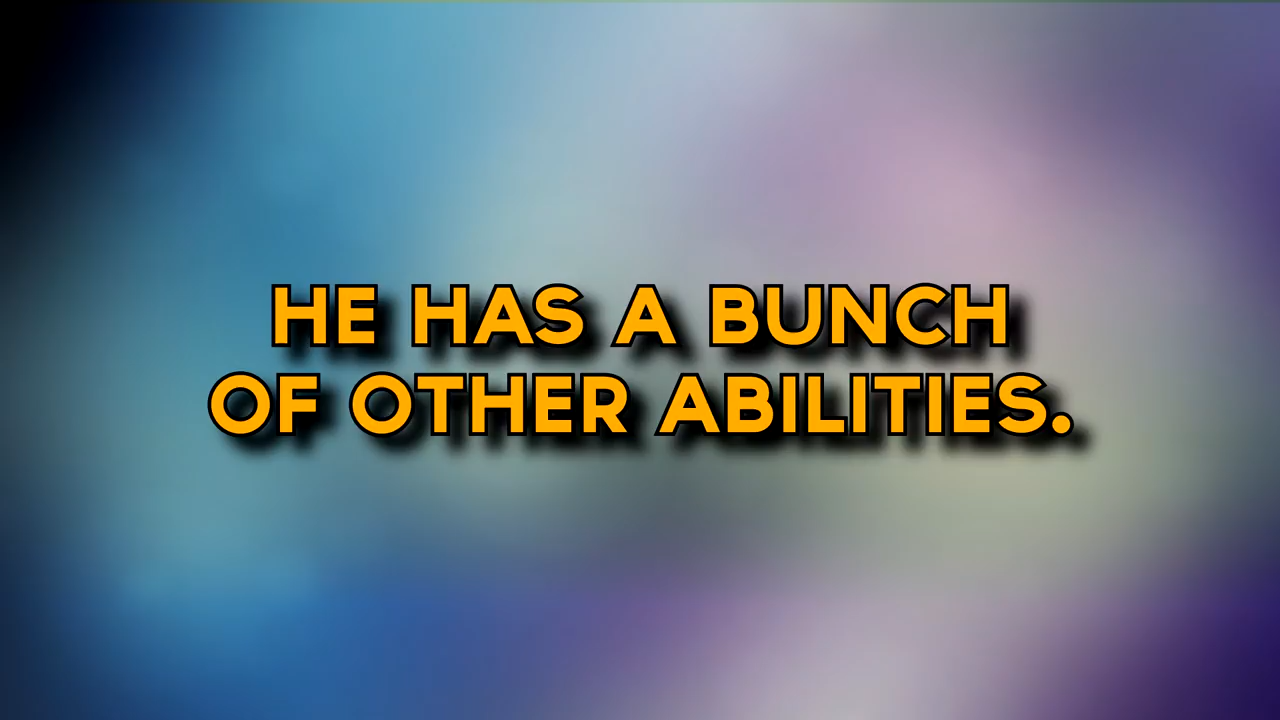 HE HAS A BUNCH
OF OTHER ABILITIES.